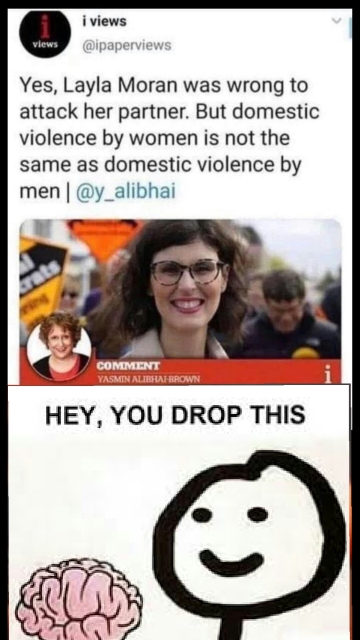 i
views
i views
@ipaperviews
Yes, Layla Moran was wrong to
attack her partner. But domestic
violence by women is not the
same as domestic violence by
men | @y_alibhai
COMMENT
YASMIN ALIBHAI-BROWN
i
HEY, YOU DROP THIS